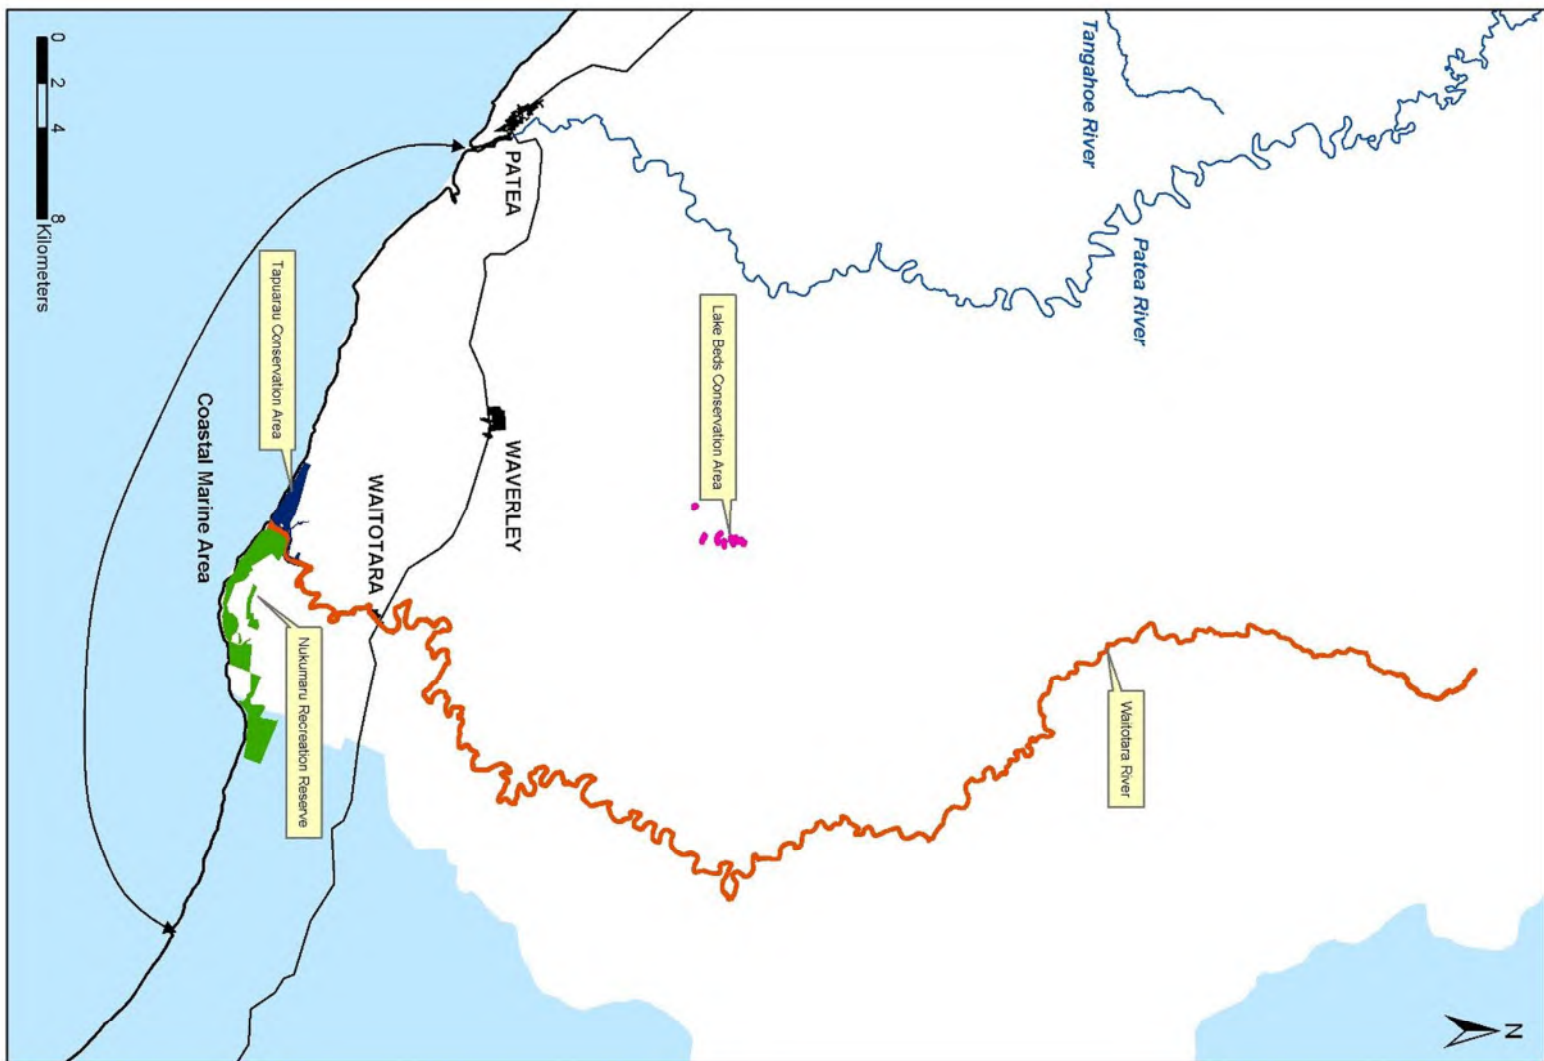 N
Tangahoe River
Patea River
Waitotara River
Lake Beds Conservation Area
PATEA
WAVERLEY
WAITOTARA
Tapuarau Conservation Area
Nukumaru Recreation Reserve
Coastal Marine Area
0 2 4 8
Kilometers